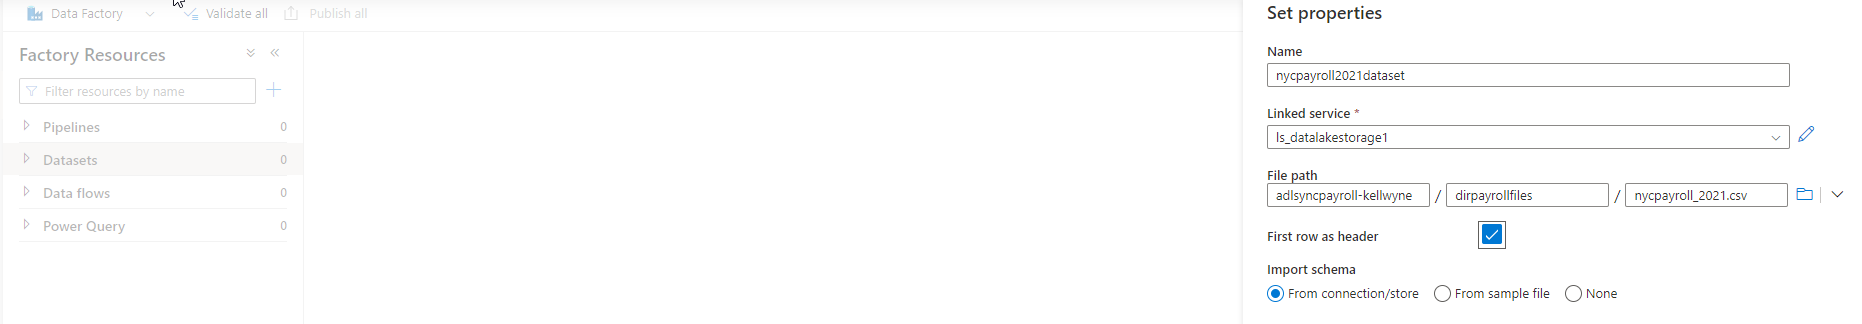 Data Factory Validate all Publish all
Factory Resources
Filter resources by name
Pipelines 0
Datasets 0
Data flows 0
Power Query 0
Set properties
Name
nycpayroll2021dataset
Linked service *
ls_datalakestorage1
File path
adlsyncpayroll-kellwyne / dirpayrollfiles / nycpayroll_2021.csv
First row as header
Import schema
From connection/store From sample file None